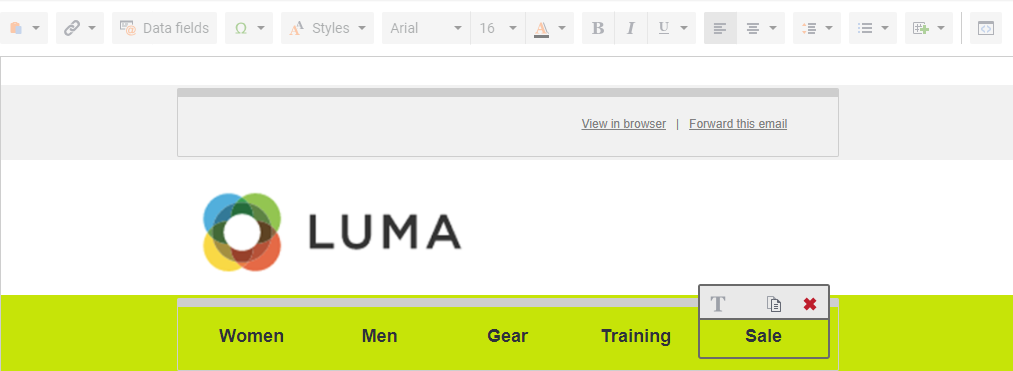 Data fields Ω A Styles Arial 16 A B I U
View in browser | Forward this email
LUMA
T
Women Men Gear Training Sale